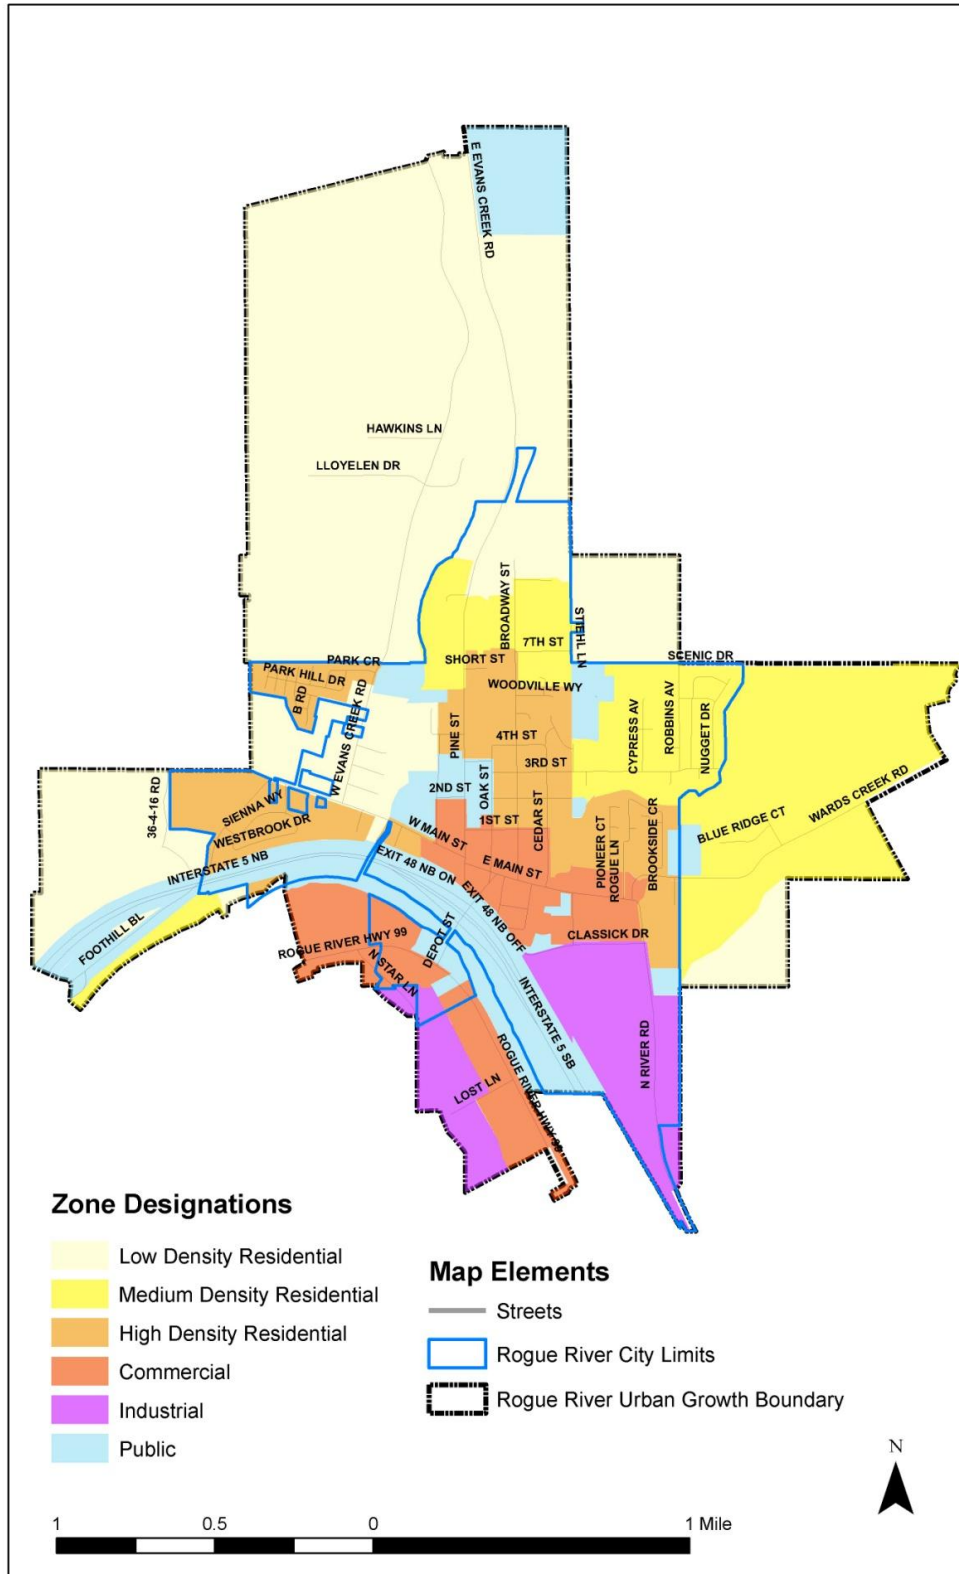 E EVANS CREEK RD
HAWKINS LN
LLOYELEN DR
BROADWAY ST
STIEHL LN
7TH ST
SHORT ST
SCENIC DR
PARK CR
PARK HILL DR
B RD
WOODVILLE WY
W EVANS CREEK RD
PINE ST
4TH ST
3RD ST
CYPRESS AV
ROBBINS AV
NUGGET DR
2ND ST
OAK ST
1ST ST
CEDAR ST
36-4-16 RD
SIENNA WY
WESTBROOK DR
W MAIN ST
E MAIN ST
PIONEER CT
ROGUE LN
BROOKSIDE CR
BLUE RIDGE CT
WARDS CREEK RD
INTERSTATE 5 NB
EXIT 48 NB ON
EXIT 48 NB OFF
FOOTHILL BL
ROGUE RIVER HWY 99
N STAR LN
DEPOT ST
CLASSICK DR
INTERSTATE 5 SB
N RIVER RD
LOST LN
ROGUE RIVER HWY 99
Zone Designations
Low Density Residential
Medium Density Residential
High Density Residential
Commercial
Industrial
Public
Map Elements
Streets
Rogue River City Limits
Rogue River Urban Growth Boundary
N
1 0.5 0 1 Mile